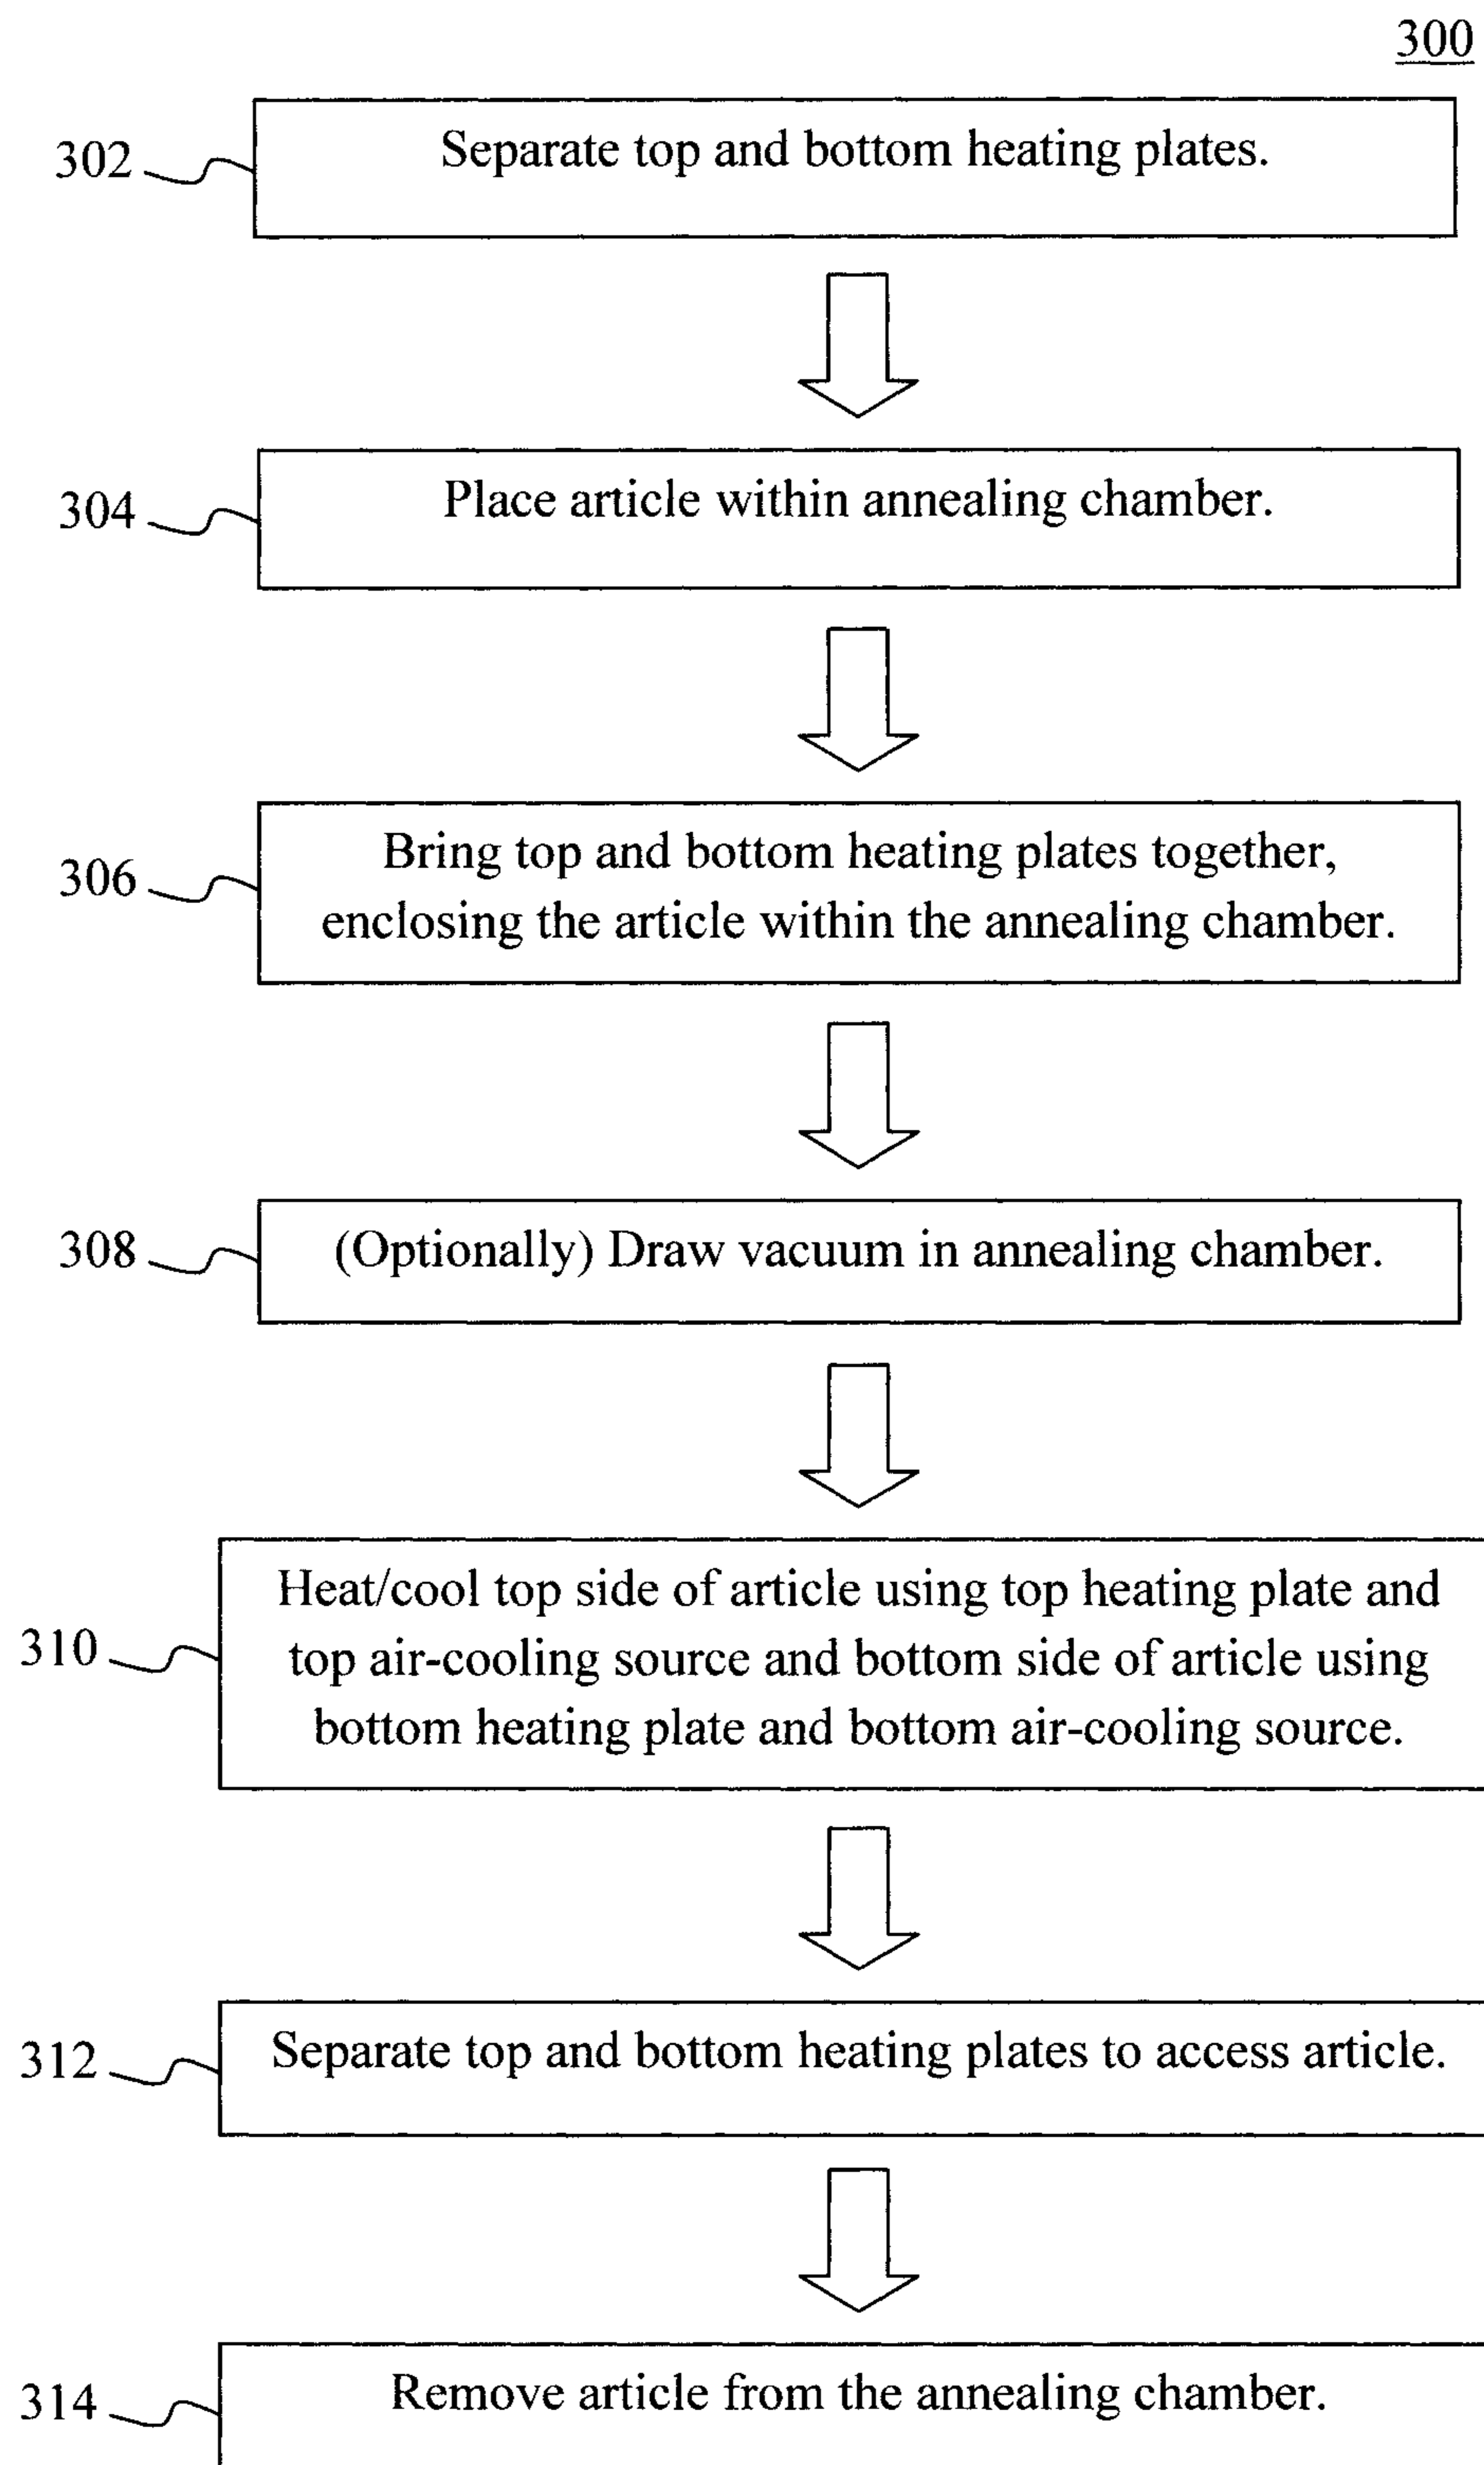 300
302
Separate top and bottom heating plates.
304
Place article within annealing chamber.
306
Bring top and bottom heating plates together,
enclosing the article within the annealing chamber.
308
(Optionally) Draw vacuum in annealing chamber.
310
Heat/cool top side of article using top heating plate and
top air-cooling source and bottom side of article using
bottom heating plate and bottom air-cooling source.
312
Separate top and bottom heating plates to access article.
314
Remove article from the annealing chamber.